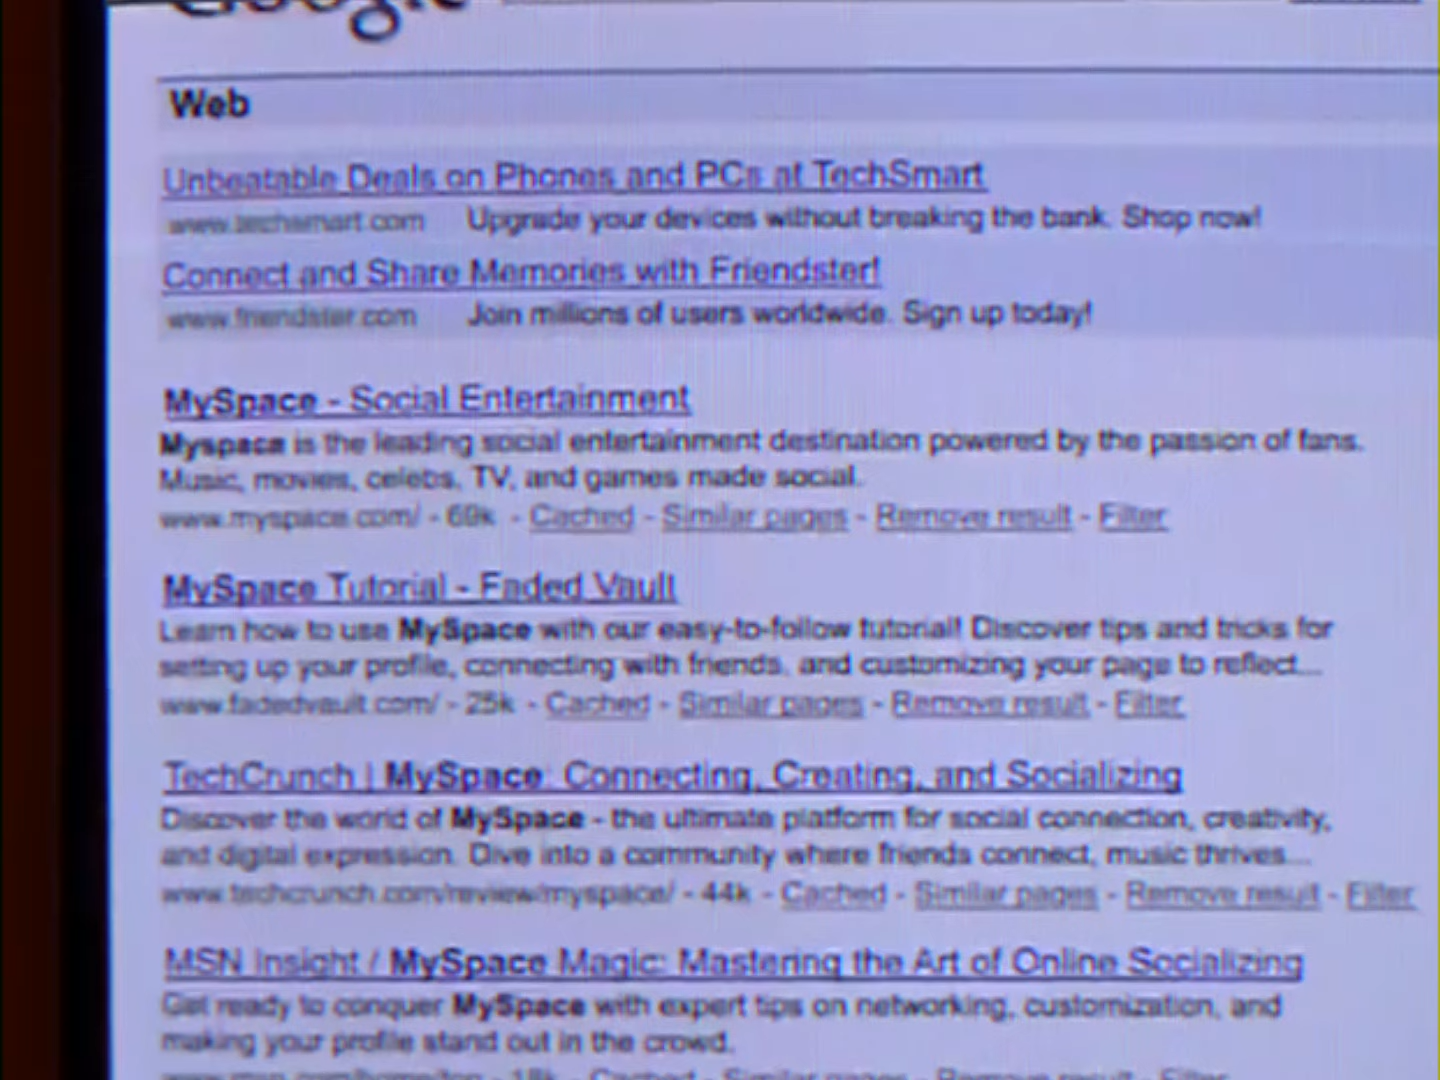 Google
Web
Unbeatable Deals on Phones and PCs at TechSmart
www.techsmart.com Upgrade your devices without breaking the bank. Shop now!
Connect and Share Memories with Friendster!
www.friendster.com Join millions of users worldwide. Sign up today!
MySpace - Social Entertainment
Myspace is the leading social entertainment destination powered by the passion of fans.
Music, movies, celebs, TV, and games made social.
www.myspace.com/ - 69k - Cached - Similar pages - Remove result - Filter
MySpace Tutorial - Faded Vault
Learn how to use MySpace with our easy-to-follow tutorial! Discover tips and tricks for
setting up your profile, connecting with friends, and customizing your page to reflect...
www.fadedvault.com/ - 25k - Cached - Similar pages - Remove result - Filter
TechCrunch | MySpace: Connecting, Creating, and Socializing
Discover the world of MySpace - the ultimate platform for social connection, creativity,
and digital expression. Dive into a community where friends connect, music thrives...
www.techcrunch.com/review/myspace/ - 44k - Cached - Similar pages - Remove result - Filter
MSN Insight / MySpace Magic: Mastering the Art of Online Socializing
Get ready to conquer MySpace with expert tips on networking, customization, and
making your profile stand out in the crowd.
- Cached - Similar pages - Remove result - Filter